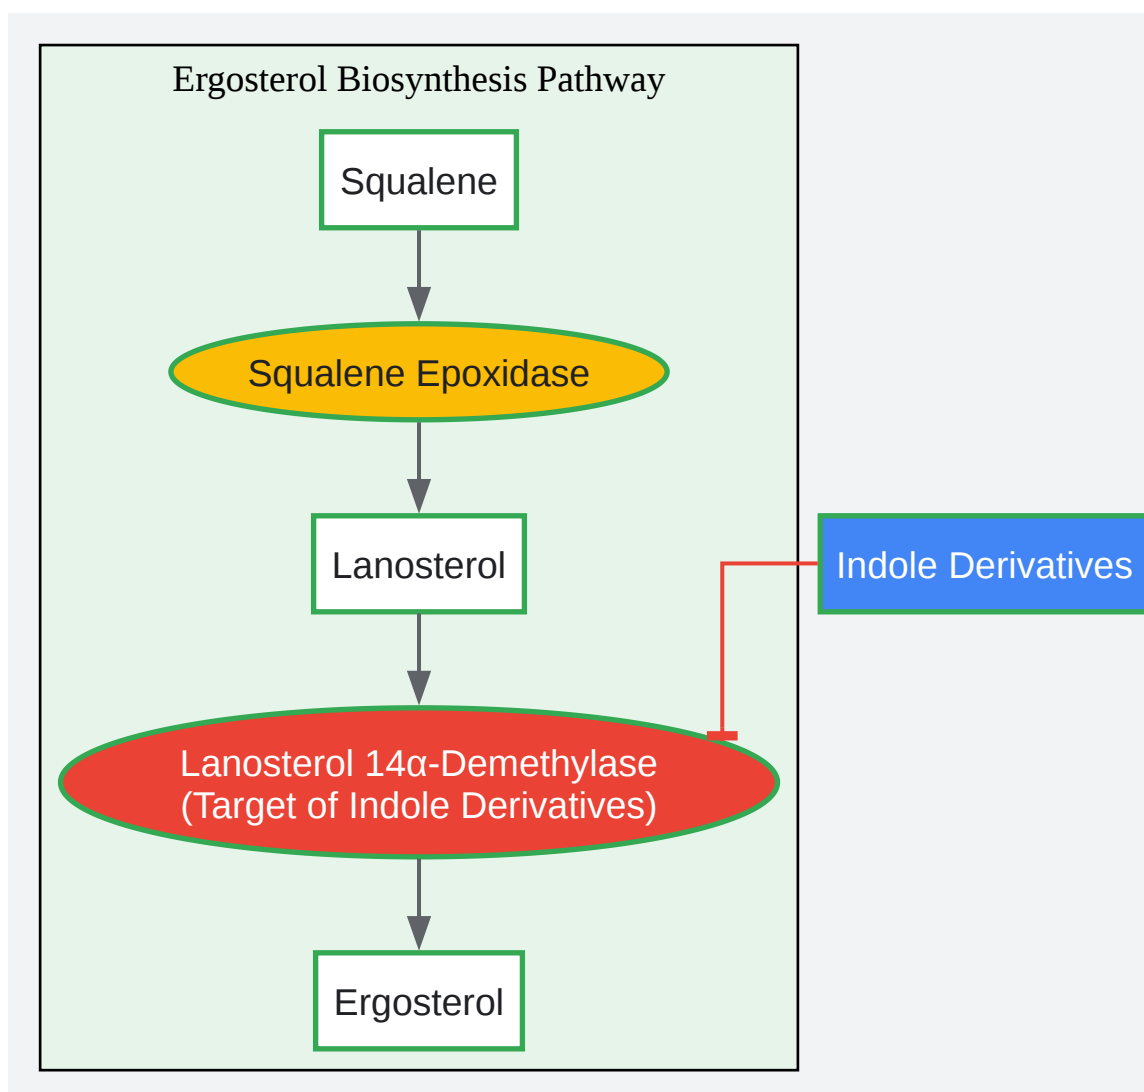 Ergosterol Biosynthesis Pathway
Squalene
Squalene Epoxidase
Lanosterol
Indole Derivatives
Lanosterol 14α-Demethylase
(Target of Indole Derivatives)
Ergosterol